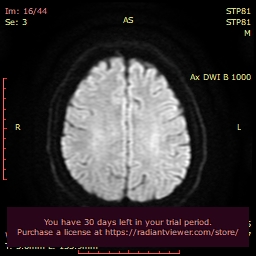 Im: 16/44
STP81
Se: 3
STP81
AS
M
Ax DWI B 1000
R
L
You have 30 days left in your trial period.
Purchase a license at https://radiantviewer.com/store/